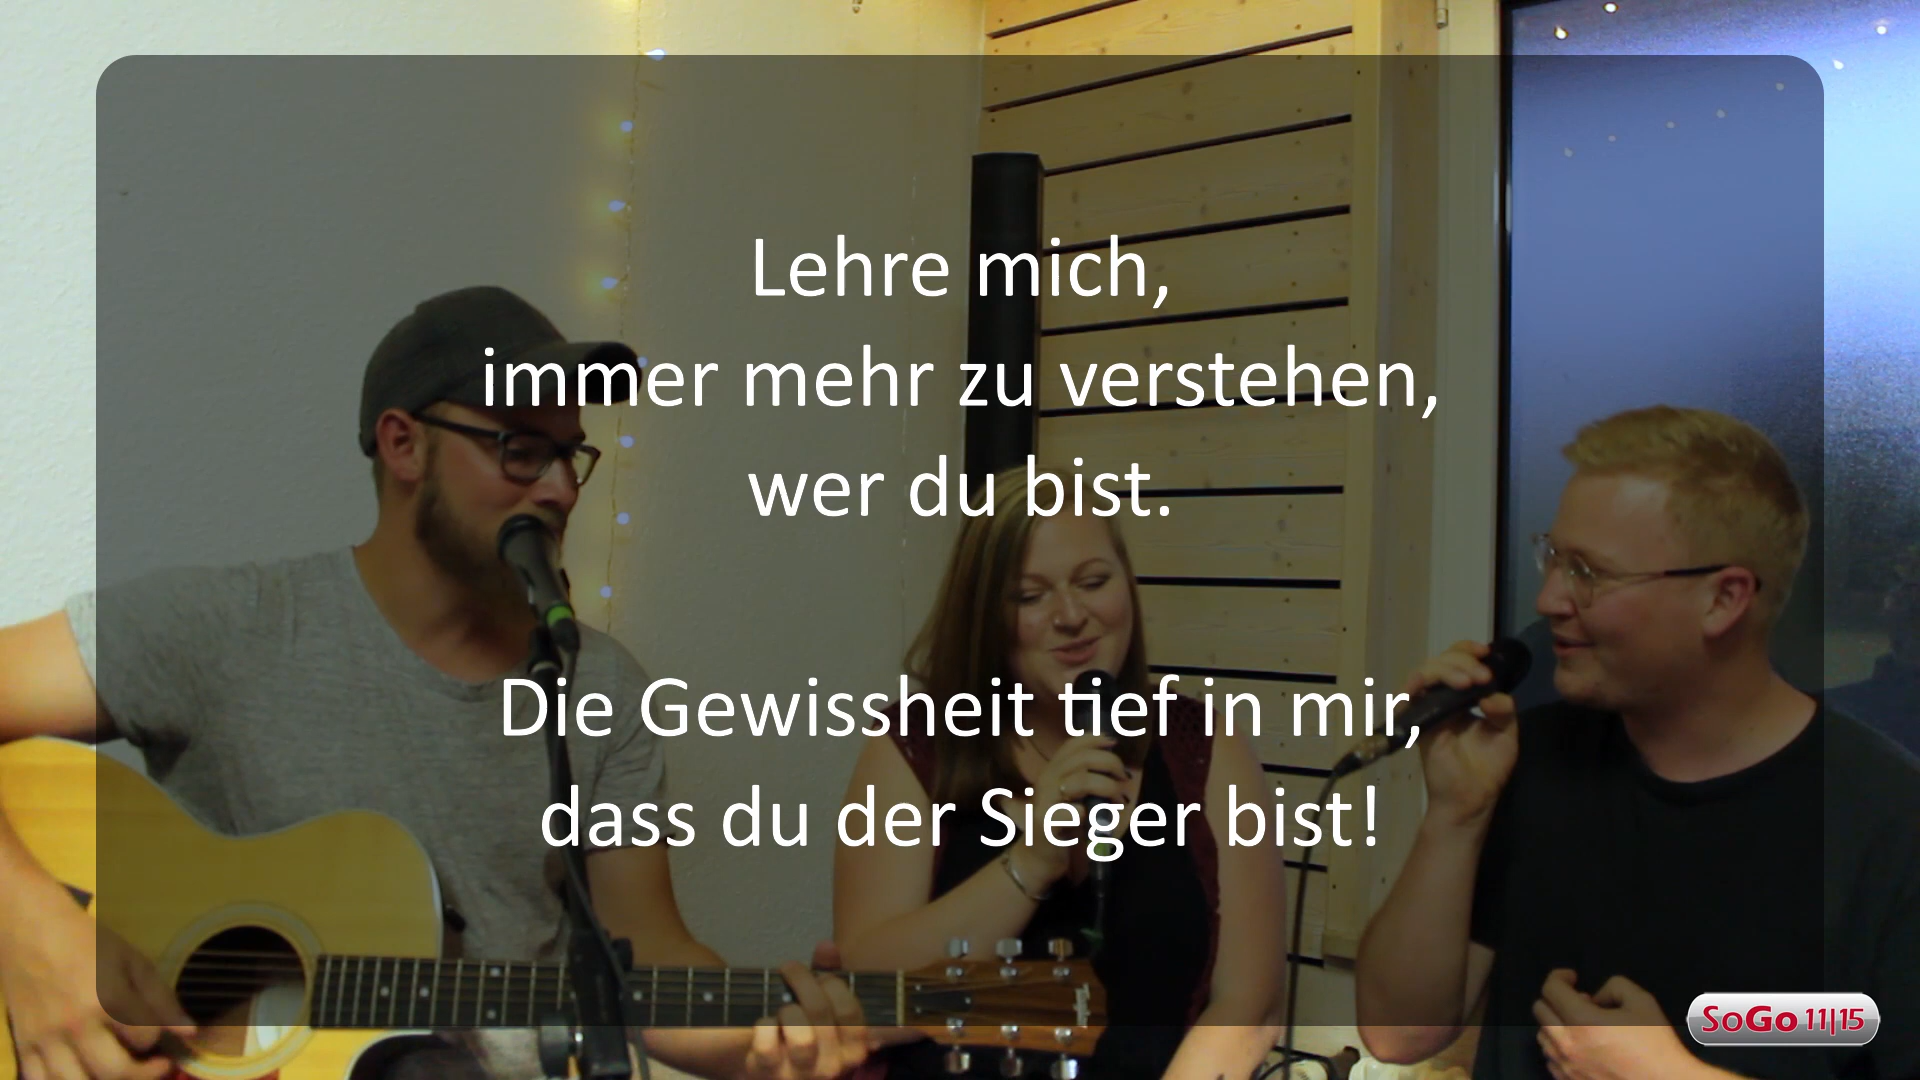 Lehre mich,
immer mehr zu verstehen,
wer du bist.
Die Gewissheit tief in mir,
dass du der Sieger bist!
SoGo 11|15